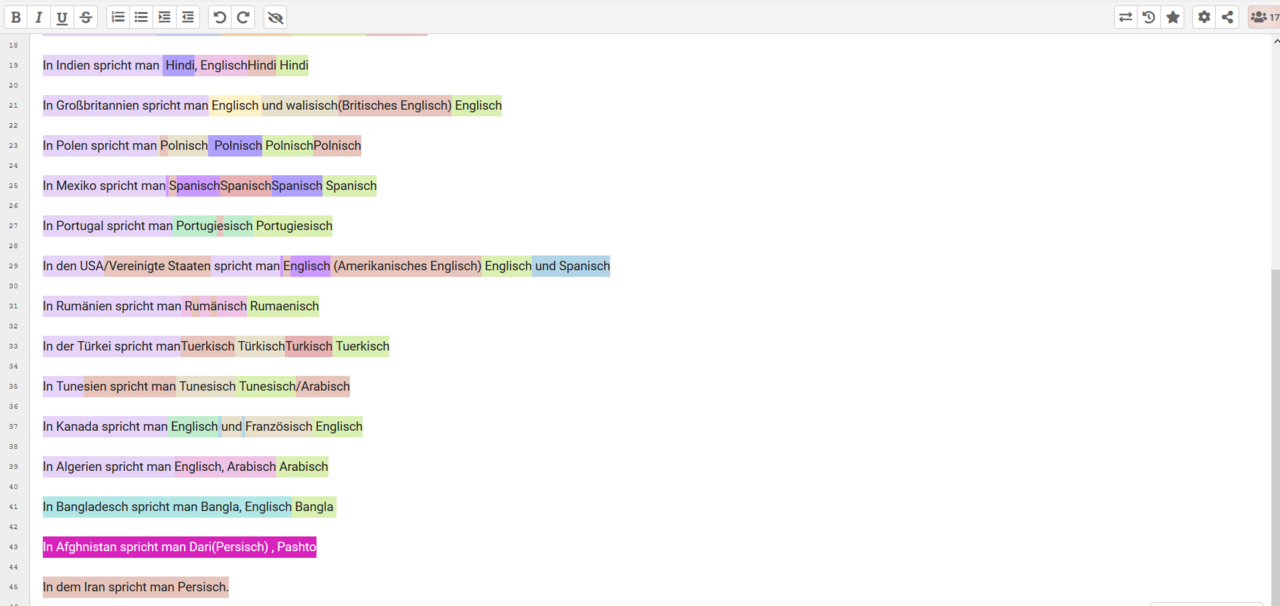 B I U S 17
18
19 In Indien spricht man Hindi, EnglischHindi Hindi
20
21 In Großbritannien spricht man Englisch und walisisch(Britisches Englisch) Englisch
22
23 In Polen spricht man Polnisch Polnisch PolnischPolnisch
24
25 In Mexiko spricht man SpanischSpanischSpanisch Spanisch
26
27 In Portugal spricht man Portugiesisch Portugiesisch
28
29 In den USA/Vereinigte Staaten spricht man Englisch (Amerikanisches Englisch) Englisch und Spanisch
30
31 In Rumänien spricht man Rumänisch Rumaenisch
32
33 In der Türkei spricht manTuerkisch TürkischTurkisch Tuerkisch
34
35 In Tunesien spricht man Tunesisch Tunesisch/Arabisch
36
37 In Kanada spricht man Englisch und Französisch Englisch
38
39 In Algerien spricht man Englisch, Arabisch Arabisch
40
41 In Bangladesch spricht man Bangla, Englisch Bangla
42
43 In Afghnistan spricht man Dari(Persisch) , Pashto
44
45 In dem Iran spricht man Persisch.